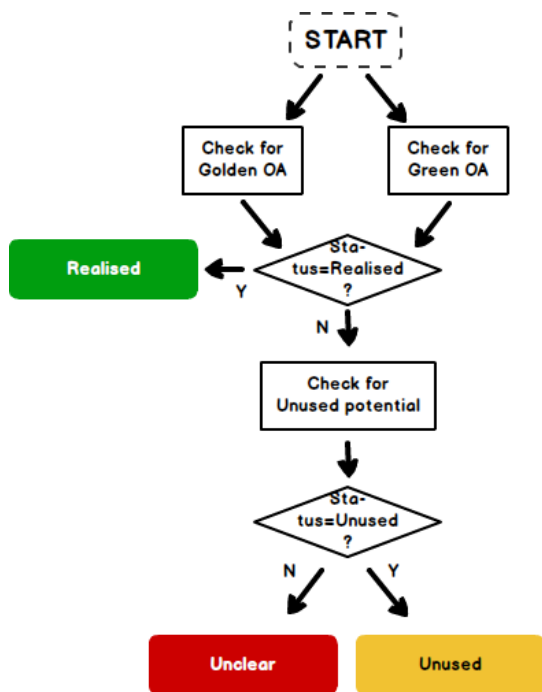 START
Check for
Golden OA
Check for
Green OA
Sta-
tus=Realised
?
Realised
Y
N
Check for
Unused potential
Sta-
tus=Unused
?
N
Y
Unclear
Unused